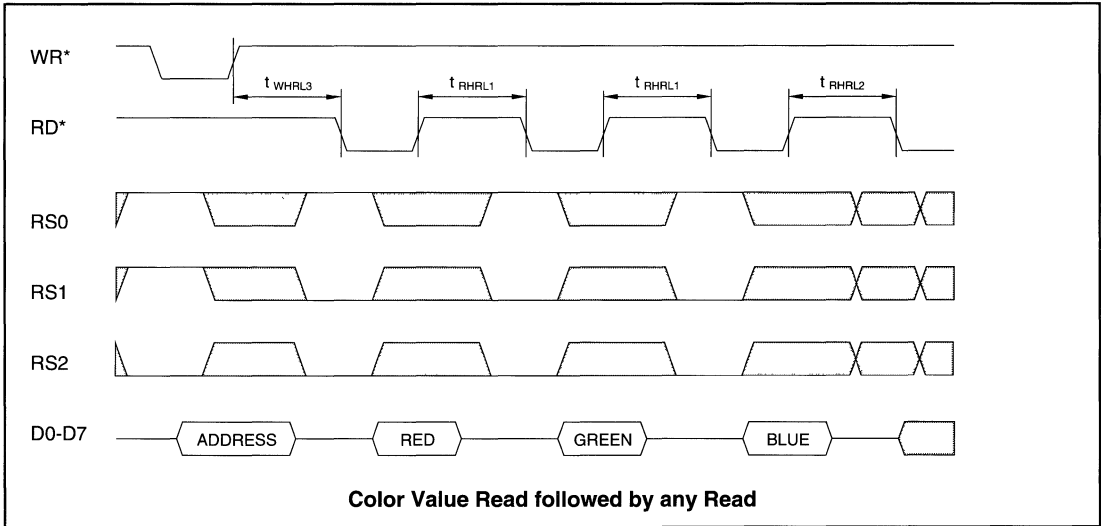 WR*
t WHRL3 t RHRL1 t RHRL1 t RHRL2
RD*
RS0
RS1
RS2
D0-D7 ADDRESS RED GREEN BLUE
Color Value Read followed by any Read